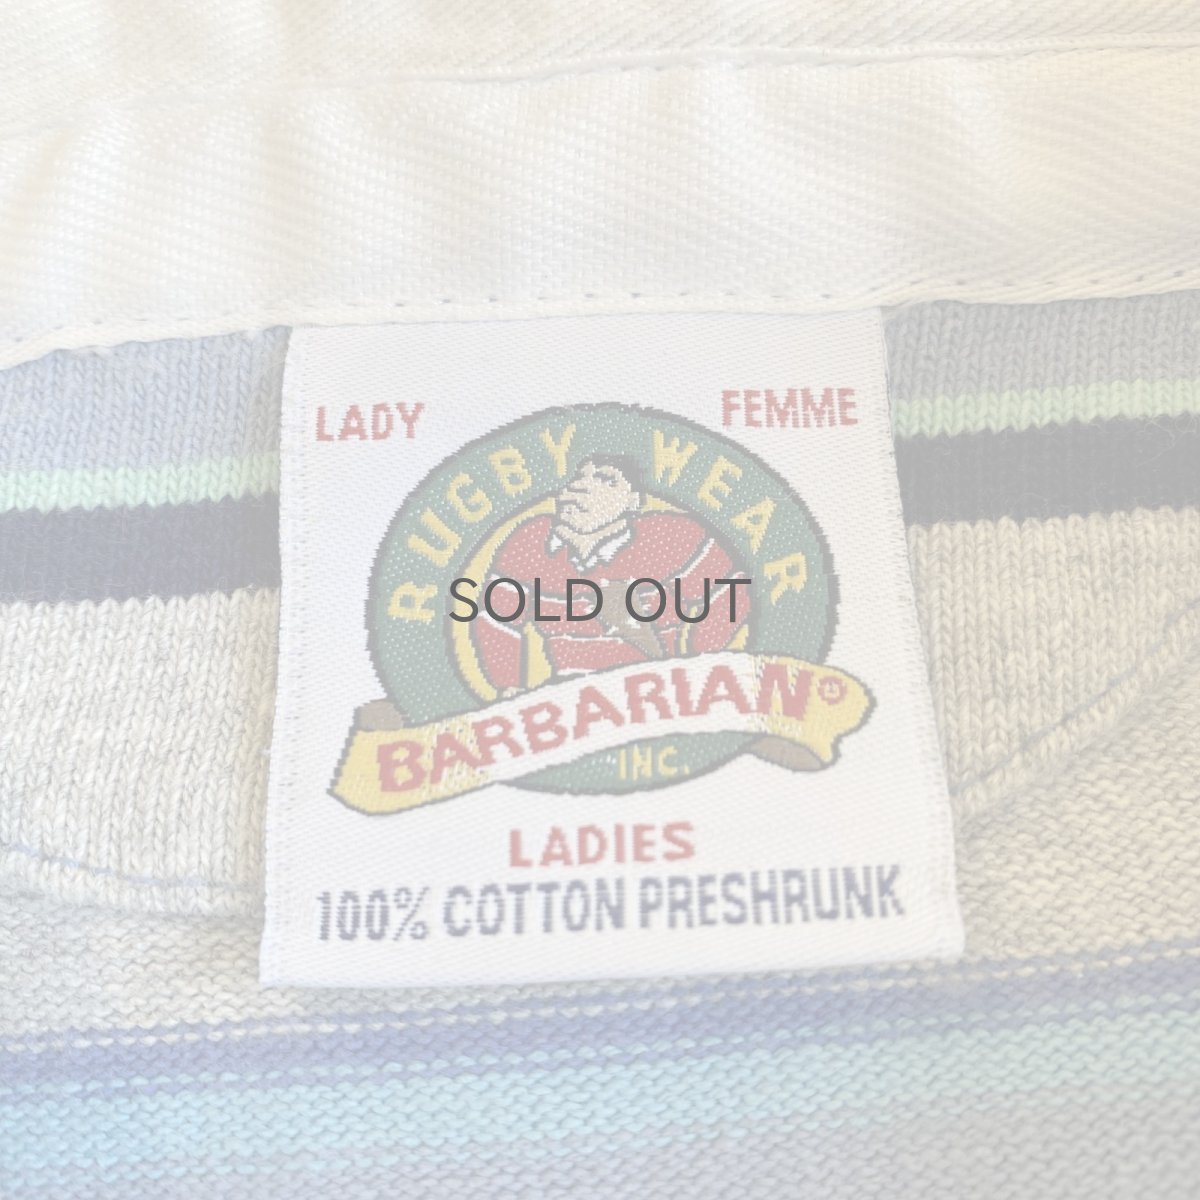 LADY FEMME
RUGBY WEAR
SOLD OUT
BARBARIAN®
INC.
LADIES
100% COTTON PRESHRUNK